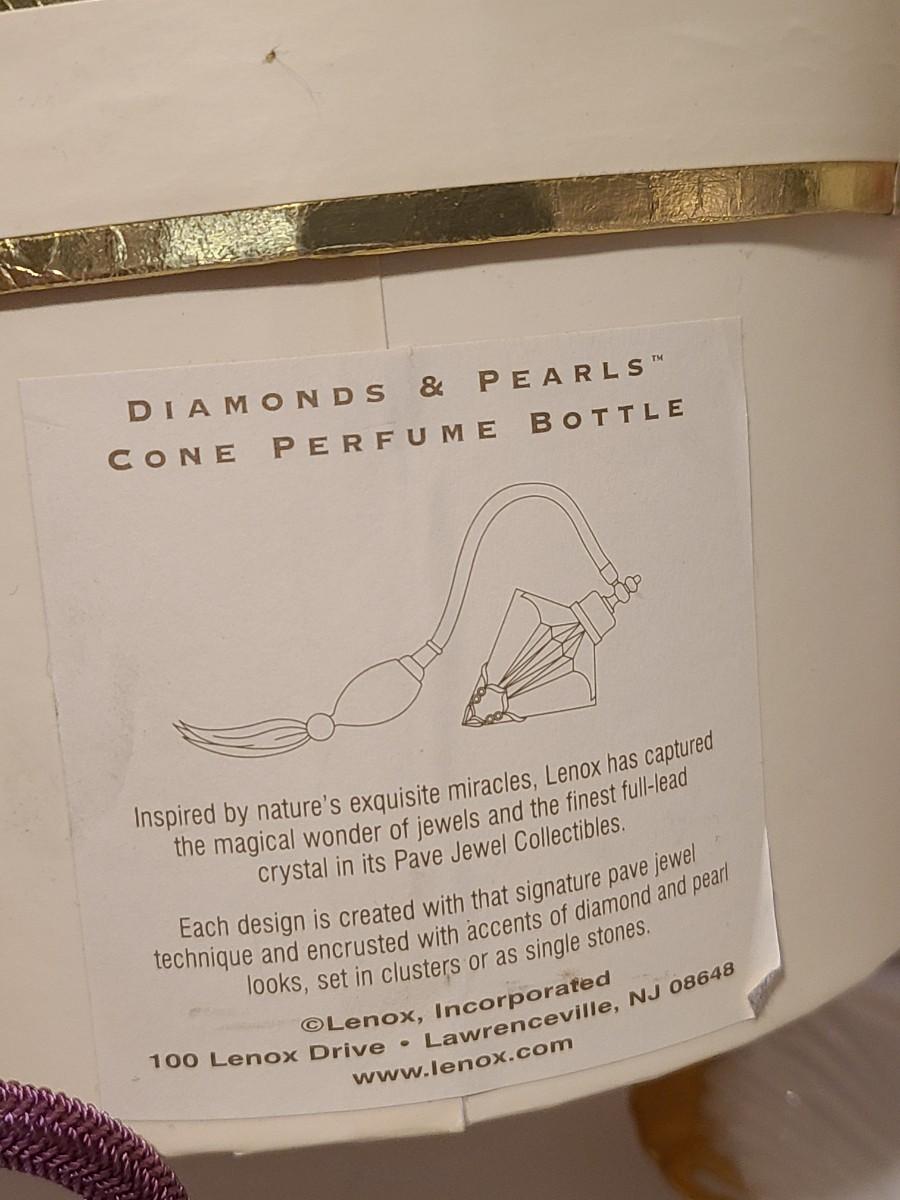 DIAMONDS & PEARLS™
CONE PERFUME BOTTLE
Inspired by nature's exquisite miracles, Lenox has captured
the magical wonder of jewels and the finest full-lead
crystal in its Pave Jewel Collectibles.
Each design is created with that signature pave jewel
technique and encrusted with accents of diamond and pearl
looks, set in clusters or as single stones.
©Lenox, Incorporated
100 Lenox Drive • Lawrenceville, NJ 08648
www.lenox.com